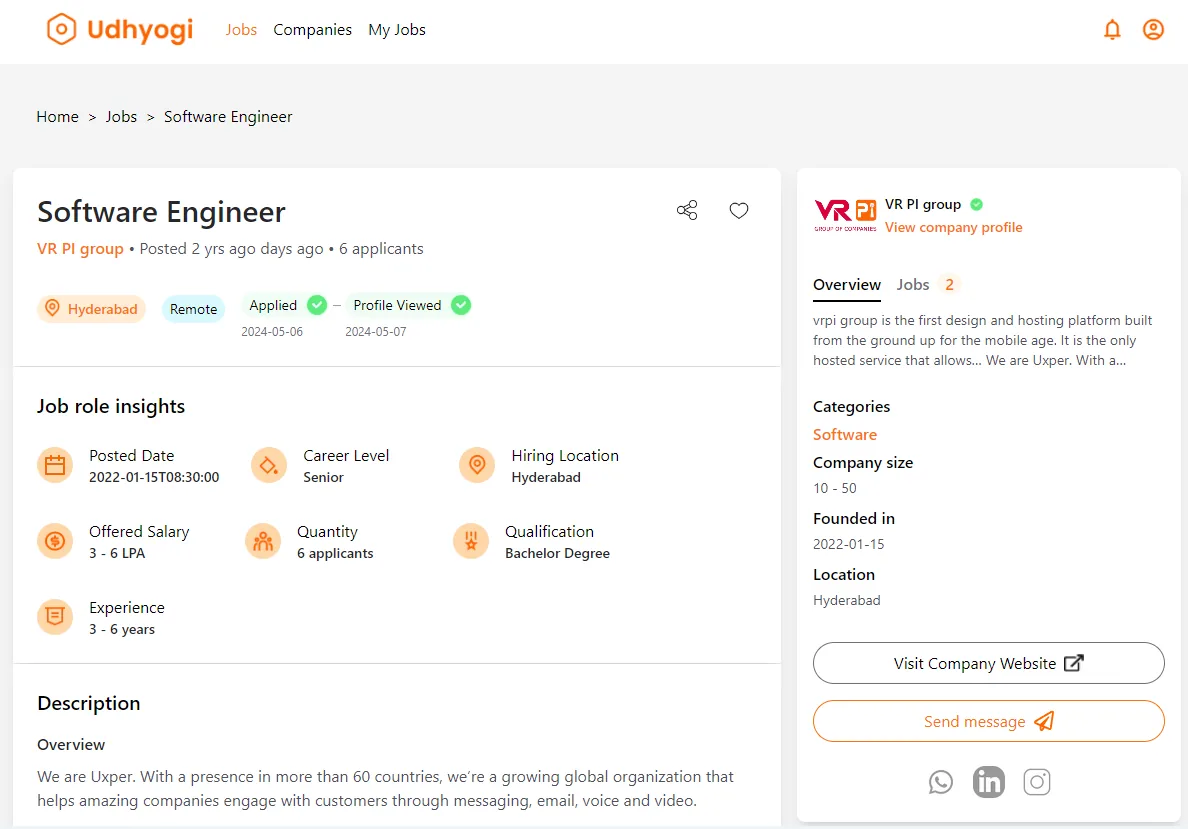 Udhyogi
Jobs Companies My Jobs
Home > Jobs > Software Engineer
Software Engineer
VR PI group • Posted 2 yrs ago days ago • 6 applicants
Hyderabad Remote Applied – Profile Viewed
2024-05-06 2024-05-07
Job role insights
Posted Date
2022-01-15T08:30:00
Career Level
Senior
Hiring Location
Hyderabad
Offered Salary
3 - 6 LPA
Quantity
6 applicants
Qualification
Bachelor Degree
Experience
3 - 6 years
Description
Overview
We are Uxper. With a presence in more than 60 countries, we’re a growing global organization that
helps amazing companies engage with customers through messaging, email, voice and video.
VR PI
GROUP OF COMPANIES
VR PI group
View company profile
Overview Jobs 2
vrpi group is the first design and hosting platform built
from the ground up for the mobile age. It is the only
hosted service that allows... We are Uxper. With a...
Categories
Software
Company size
10 - 50
Founded in
2022-01-15
Location
Hyderabad
Visit Company Website
Send message
in